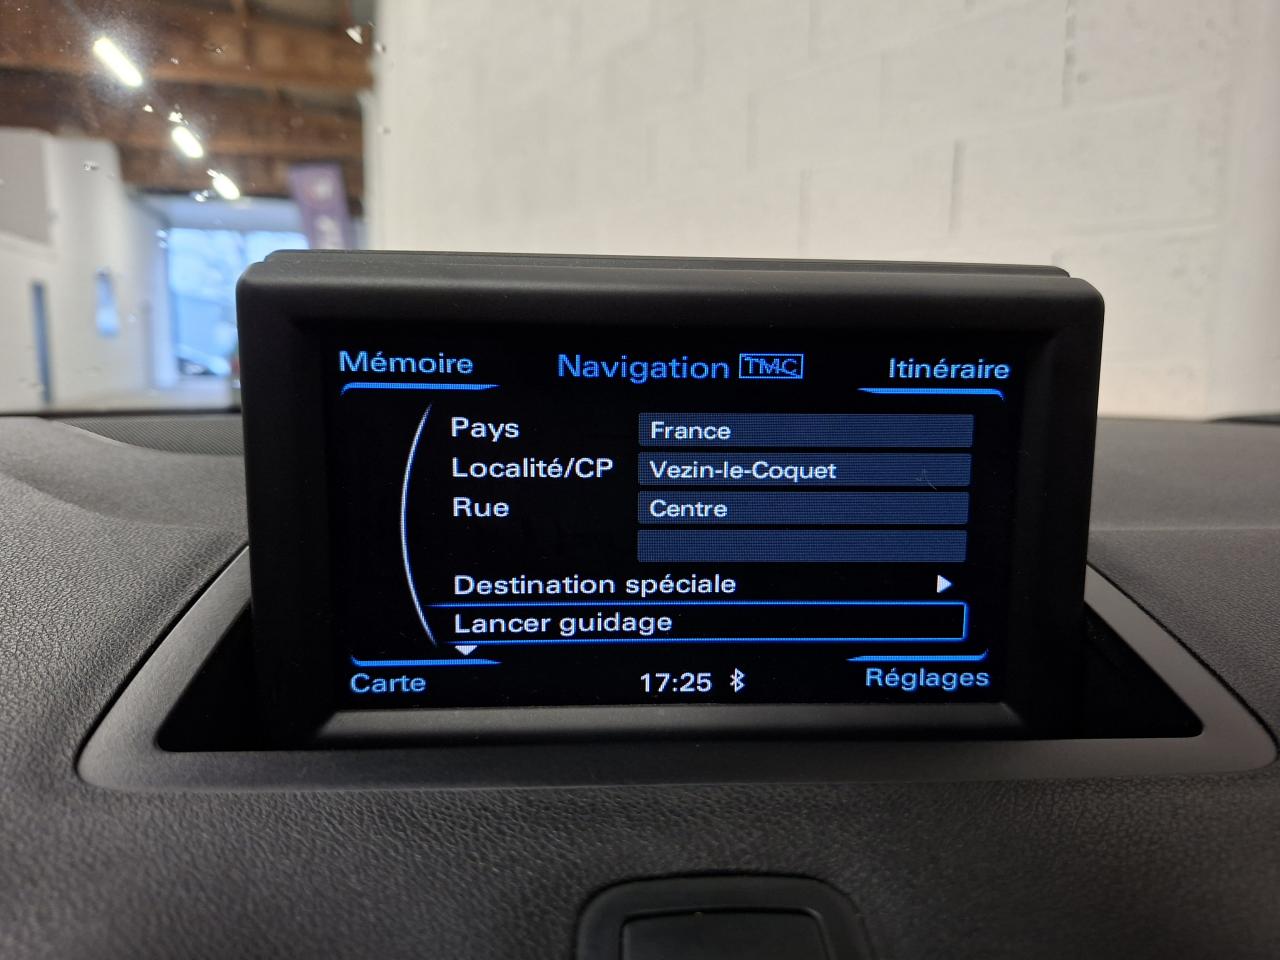 Mémoire Navigation TMC Itinéraire
Pays France
Localité/CP Vezin-le-Coquet
Rue Centre
Destination spéciale
Lancer guidage
Carte 17:25 Réglages